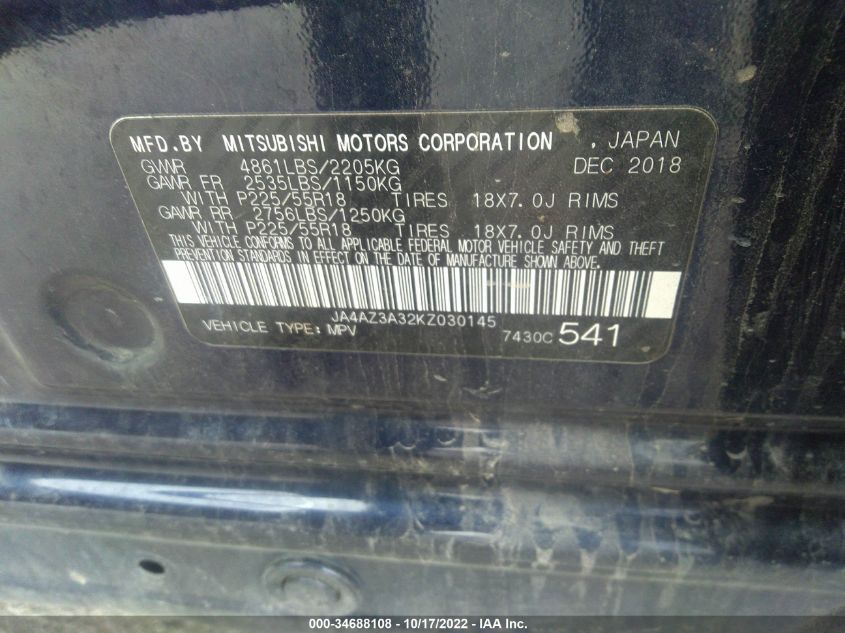 MFD.BY MITSUBISHI MOTORS CORPORATION , JAPAN
GVWR 4861LBS/2205KG DEC 2018
GAWR FR 2535LBS/1150KG
WITH P225/55R18 TIRES 18X7.0J RIMS
GAWR RR 2756LBS/1250KG
WITH P225/55R18 TIRES 18X7.0J RIMS
THIS VEHICLE CONFORMS TO ALL APPLICABLE FEDERAL MOTOR VEHICLE SAFETY AND THEFT
PREVENTION STANDARDS IN EFFECT ON THE DATE OF MANUFACTURE SHOWN ABOVE.
JA4AZ3A32KZ030145
VEHICLE TYPE: MPV 7430C 541
000-34688108 - 10/17/2022 - Copyright 2022 © IAA Inc.